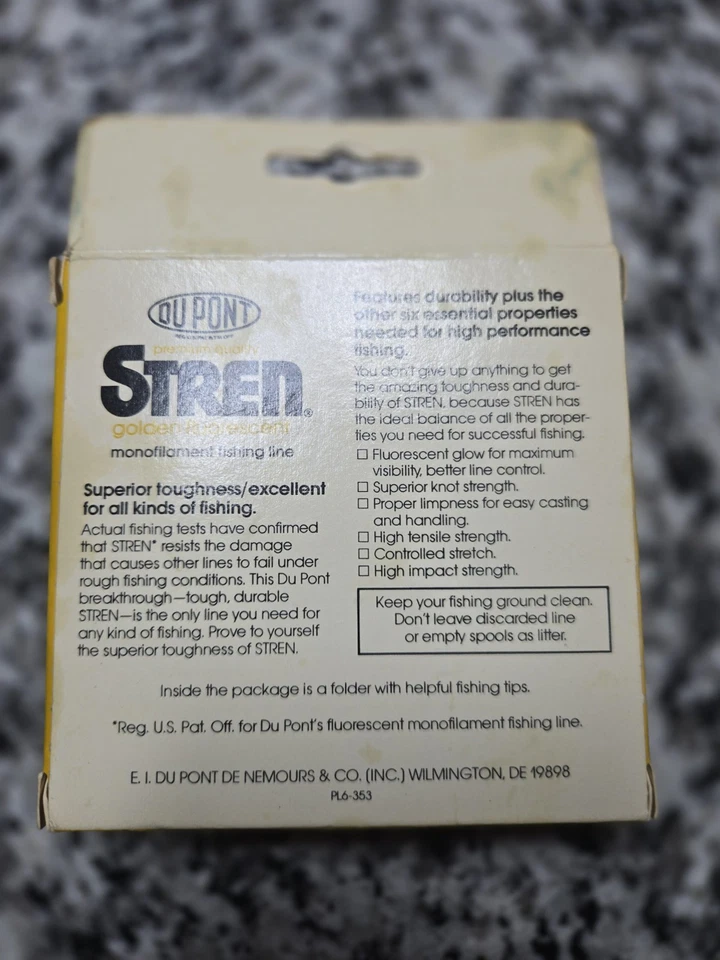 DU PONT
premium quality
STREN®
golden fluorescent
monofilament fishing line
Superior toughness/excellent
for all kinds of fishing.
Actual fishing tests have confirmed
that STREN* resists the damage
that causes other lines to fail under
rough fishing conditions. This Du Pont
breakthrough—tough, durable
STREN—is the only line you need for
any kind of fishing. Prove to yourself
the superior toughness of STREN.
Features durability plus the
other six essential properties
needed for high performance
fishing.
You don't give up anything to get
the amazing toughness and dura-
bility of STREN, because STREN has
the ideal balance of all the proper-
ties you need for successful fishing.
☐ Fluorescent glow for maximum
visibility, better line control.
☐ Superior knot strength.
☐ Proper limpness for easy casting
and handling.
☐ High tensile strength.
☐ Controlled stretch.
☐ High impact strength.
Keep your fishing ground clean.
Don't leave discarded line
or empty spools as litter.
Inside the package is a folder with helpful fishing tips.
*Reg. U.S. Pat. Off. for Du Pont's fluorescent monofilament fishing line.
E. I. DU PONT DE NEMOURS & CO. (INC.) WILMINGTON, DE 19898
PL6-353